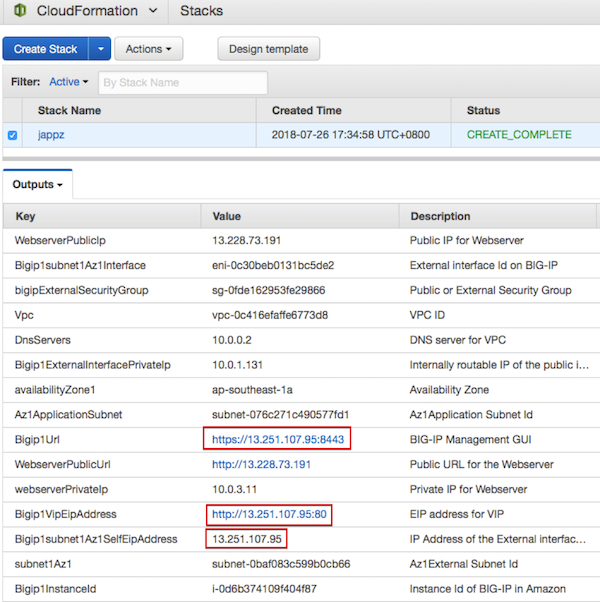 CloudFormation Stacks
Create Stack Actions Design template
Filter: Active By Stack Name
Stack Name Created Time Status
jappz 2018-07-26 17:34:58 UTC+0800 CREATE_COMPLETE
Outputs
Key Value Description
WebserverPublicIp 13.228.73.191 Public IP for Webserver
Bigip1subnet1Az1Interface eni-0c30beb0131bc5de2 External interface Id on BIG-IP
bigipExternalSecurityGroup sg-0fde162953fe29866 Public or External Security Group
Vpc vpc-0c416efaffe6773d8 VPC ID
DnsServers 10.0.0.2 DNS server for VPC
Bigip1ExternalInterfacePrivateIp 10.0.1.131 Internally routable IP of the public i...
availabilityZone1 ap-southeast-1a Availability Zone
Az1ApplicationSubnet subnet-076c271c490577fd1 Az1Application Subnet Id
Bigip1Url https://13.251.107.95:8443 BIG-IP Management GUI
WebserverPublicUrl http://13.228.73.191 Public URL for the Webserver
webserverPrivateIp 10.0.3.11 Private IP for Webserver
Bigip1VipEipAddress http://13.251.107.95:80 EIP address for VIP
Bigip1subnet1Az1SelfEipAddress 13.251.107.95 IP Address of the External interfac...
subnet1Az1 subnet-0baf083c599b0cb66 Az1External Subnet Id
Bigip1InstanceId i-0d6b374109f404f87 Instance Id of BIG-IP in Amazon